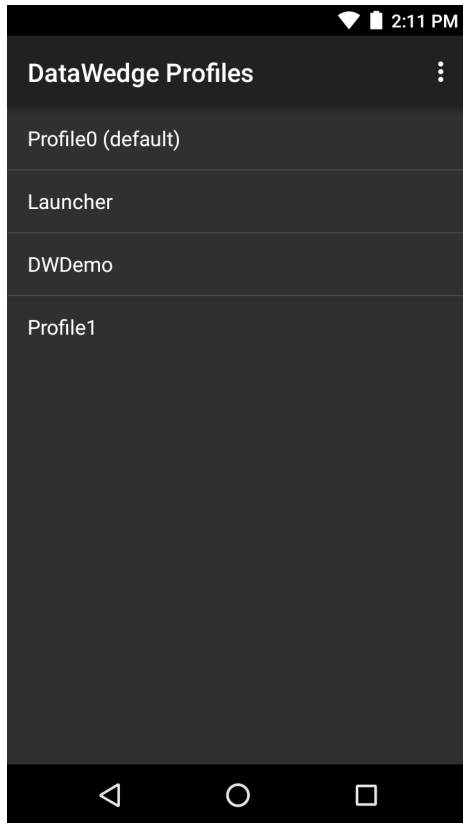 2:11 PM
DataWedge Profiles
Profile0 (default)
Launcher
DWDemo
Profile1